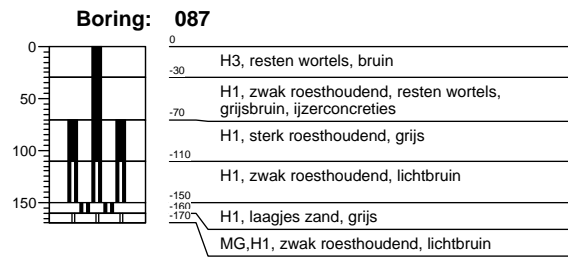 Boring: 087
0
0
H3, resten wortels, bruin
-30
H1, zwak roesthoudend, resten wortels,
grijsbruin, ijzerconcreties
50
-70
H1, sterk roesthoudend, grijs
100
-110
H1, zwak roesthoudend, lichtbruin
150
-150
-160
H1, laagjes zand, grijs
-170
MG,H1, zwak roesthoudend, lichtbruin